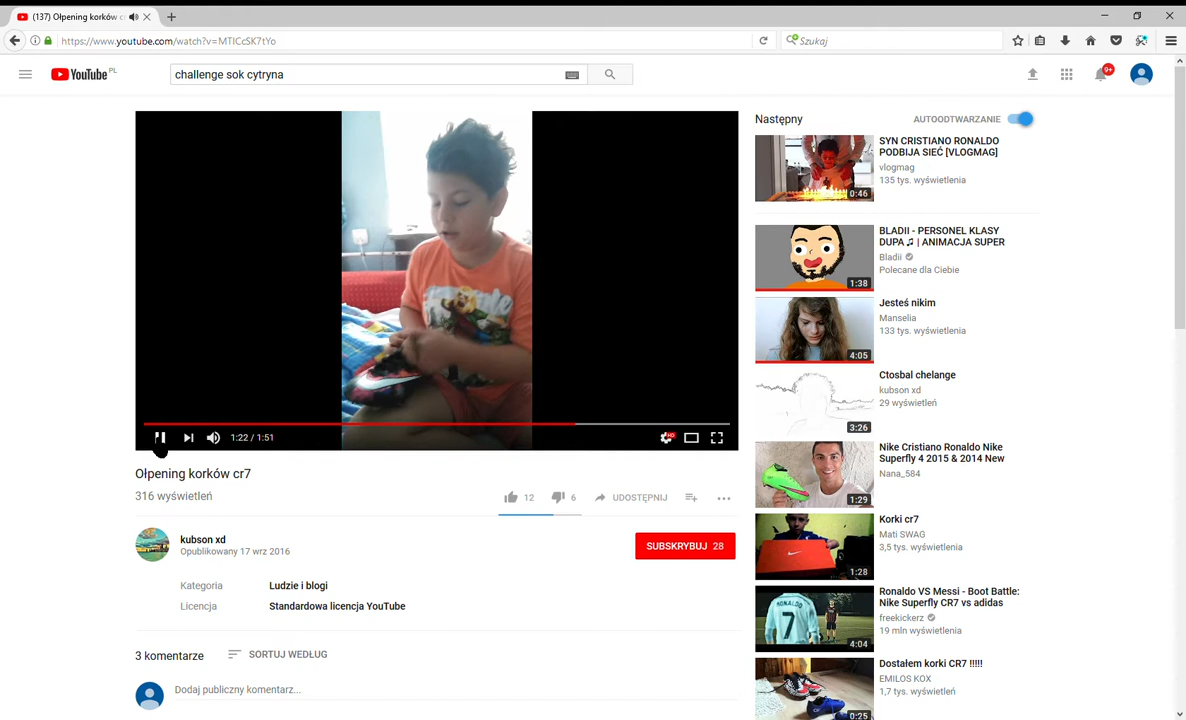 (137) Ołpening korków c
https://www.youtube.com/watch?v=MTlCcSK7tYo
Szukaj
YouTube PL
challenge sok cytryna
9+
1:22 / 1:51
HD
Ołpening korków cr7
316 wyświetleń
12
6
UDOSTĘPNIJ
kubson xd
Opublikowany 17 wrz 2016
SUBSKRYBUJ 28
Kategoria
Ludzie i blogi
Licencja
Standardowa licencja YouTube
3 komentarze
SORTUJ WEDŁUG
Dodaj publiczny komentarz...
Następny
AUTOODTWARZANIE
SYN CRISTIANO RONALDO
PODBIJA SIEĆ [VLOGMAG]
vlogmag
135 tys. wyświetlenia
0:46
BLADII - PERSONEL KLASY
DUPA ♫ | ANIMACJA SUPER
Bladii
Polecane dla Ciebie
1:38
Jesteś nikim
Manselia
133 tys. wyświetlenia
4:05
Ctosbal chelange
kubson xd
29 wyświetleń
3:26
Nike Cristiano Ronaldo Nike
Superfly 4 2015 & 2014 New
Nana_584
1:29
Korki cr7
Mati SWAG
3,5 tys. wyświetlenia
1:28
Ronaldo VS Messi - Boot Battle:
Nike Superfly CR7 vs adidas
freekickerz
19 mln wyświetlenia
RONALDO
7
4:04
Dostałem korki CR7 !!!!!
EMILOS KOX
1,7 tys. wyświetlenia
0:25